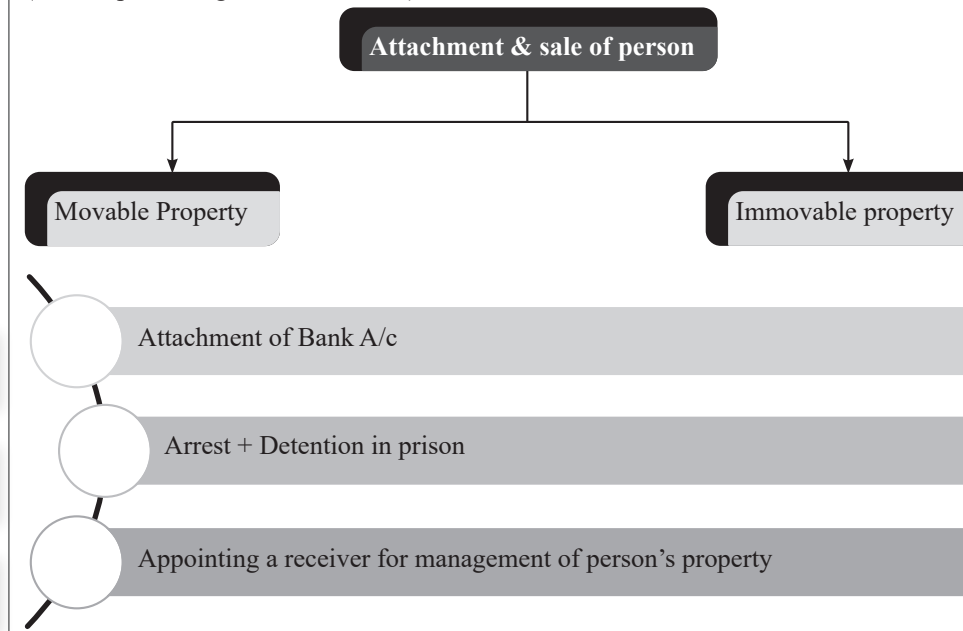 Attachment & sale of person
Movable Property
Immovable property
Attachment of Bank A/c
Arrest + Detention in prison
Appointing a receiver for management of person’s property